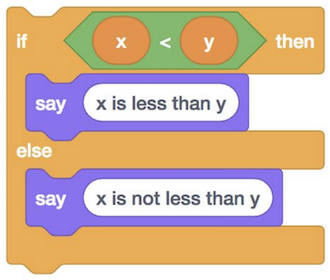 if x < y then
say x is less than y
else
say x is not less than y